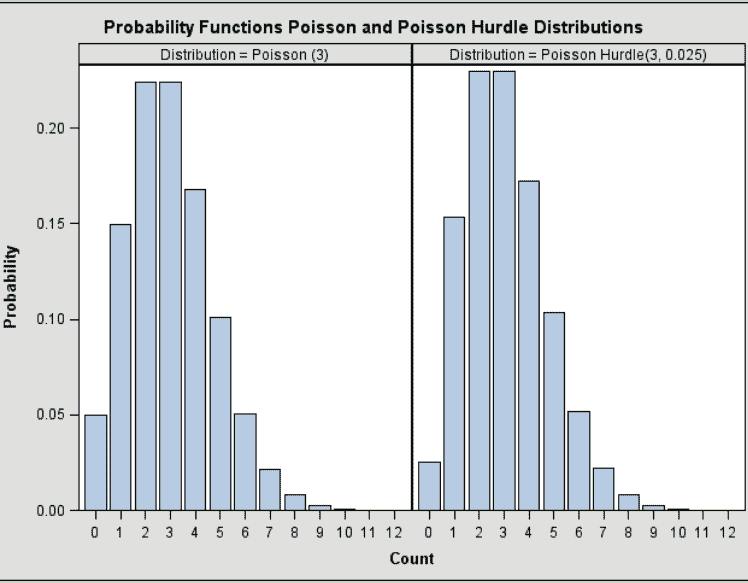 Probability Functions Poisson and Poisson Hurdle Distributions
Distribution = Poisson (3)
Distribution = Poisson Hurdle(3, 0.025)
Probability
0.20
0.15
0.10
0.05
0.00
0 1 2 3 4 5 6 7 8 9 10 11 12
0 1 2 3 4 5 6 7 8 9 10 11 12
Count